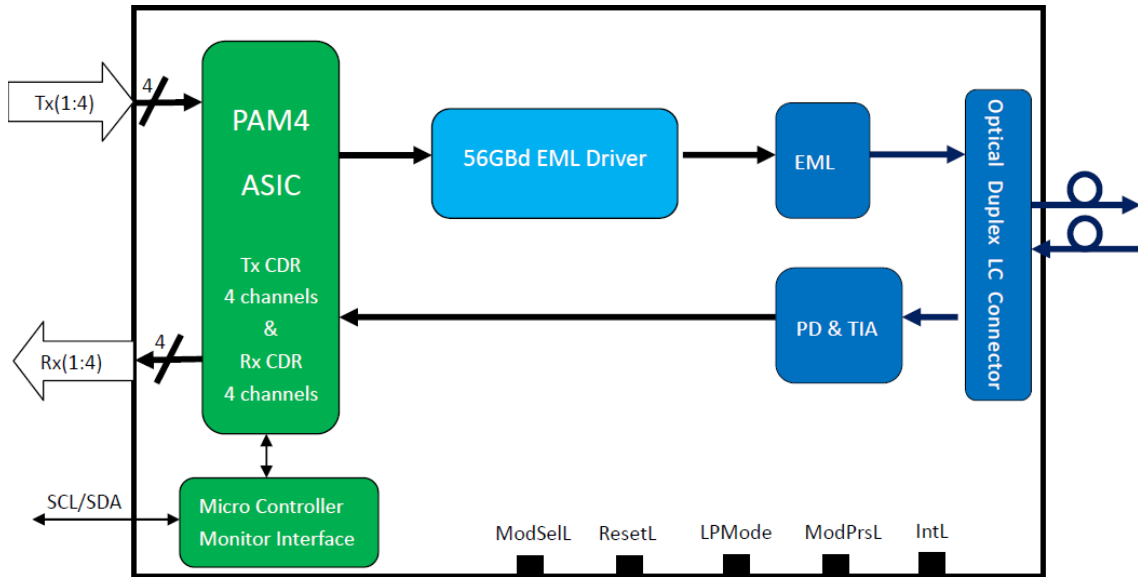 Tx(1:4)
4
PAM4
ASIC
Tx CDR
4 channels
&
Rx CDR
4 channels
56GBd EML Driver
EML
Optical Duplex LC Connector
PD & TIA
Rx(1:4)
4
SCL/SDA
Micro Controller
Monitor Interface
ModSelL
ResetL
LPMode
ModPrsL
IntL